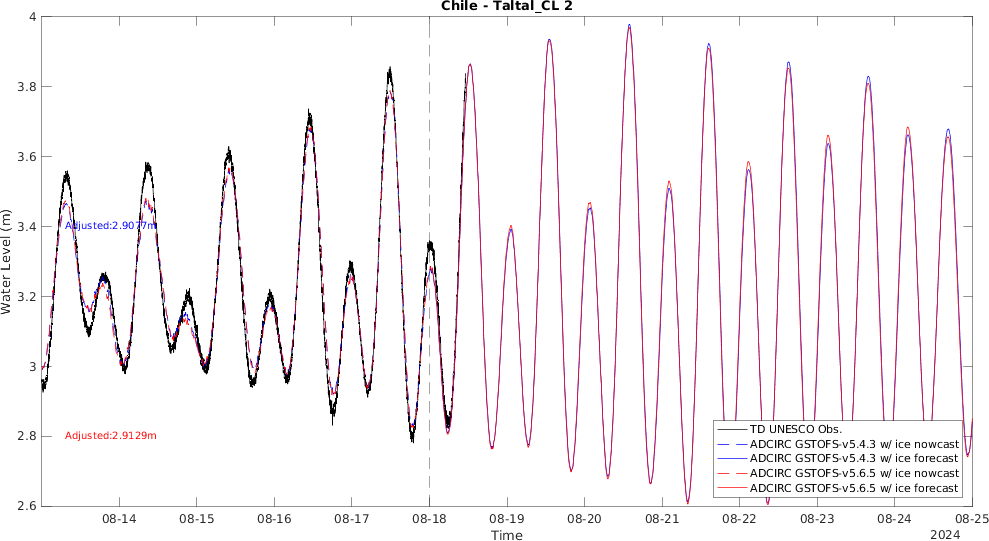 Chile - Taltal_CL 2
Water Level (m)
4
3.8
3.6
3.4
3.2
3
2.8
2.6
Adjusted:2.9077m
Adjusted:2.9129m
TD UNESCO Obs.
ADCIRC GSTOFS-v5.4.3 w/ ice nowcast
ADCIRC GSTOFS-v5.4.3 w/ ice forecast
ADCIRC GSTOFS-v5.6.5 w/ ice nowcast
ADCIRC GSTOFS-v5.6.5 w/ ice forecast
08-14 08-15 08-16 08-17 08-18 08-19 08-20 08-21 08-22 08-23 08-24 08-25
Time
2024